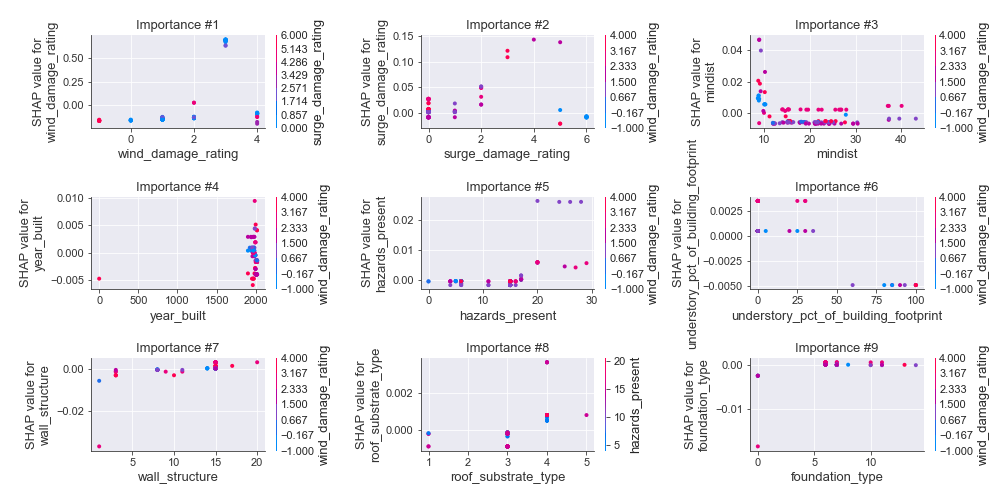 Importance #1
SHAP value for
wind_damage_rating
0.50
0.25
0.00
0
1
2
3
4
wind_damage_rating
6.000
5.143
4.286
3.429
2.571
1.714
0.857
0.000
surge_damage_rating
Importance #2
SHAP value for
surge_damage_rating
0.15
0.10
0.05
0.00
0
1
2
3
4
5
6
surge_damage_rating
4.000
3.167
2.333
1.500
0.667
−0.167
−1.000
wind_damage_rating
Importance #3
SHAP value for
mindist
0.04
0.02
0.00
10
20
30
40
mindist
4.000
3.167
2.333
1.500
0.667
−0.167
−1.000
wind_damage_rating
Importance #4
SHAP value for
year_built
0.010
0.005
0.000
−0.005
0
500
1000
1500
2000
year_built
4.000
3.167
2.333
1.500
0.667
−0.167
−1.000
wind_damage_rating
Importance #5
SHAP value for
hazards_present
0.02
0.01
0.00
0
10
20
30
hazards_present
4.000
3.167
2.333
1.500
0.667
−0.167
−1.000
wind_damage_rating
Importance #6
SHAP value for
understory_pct_of_building_footprint
0.0025
0.0000
−0.0025
−0.0050
0
25
50
75
100
understory_pct_of_building_footprint
4.000
3.167
2.333
1.500
0.667
−0.167
−1.000
wind_damage_rating
Importance #7
SHAP value for
wall_structure
0.00
−0.02
5
10
15
20
wall_structure
4.000
3.167
2.333
1.500
0.667
−0.167
−1.000
wind_damage_rating
Importance #8
SHAP value for
roof_substrate_type
0.002
0.000
1
2
3
4
5
roof_substrate_type
20
15
10
5
hazards_present
Importance #9
SHAP value for
foundation_type
0.00
−0.01
0
5
10
foundation_type
4.000
3.167
2.333
1.500
0.667
−0.167
−1.000
wind_damage_rating